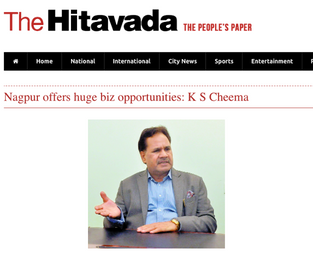 The Hitavada THE PEOPLE'S PAPER
Home National International City News Sports Entertainment
Nagpur offers huge biz opportunities: K S Cheema